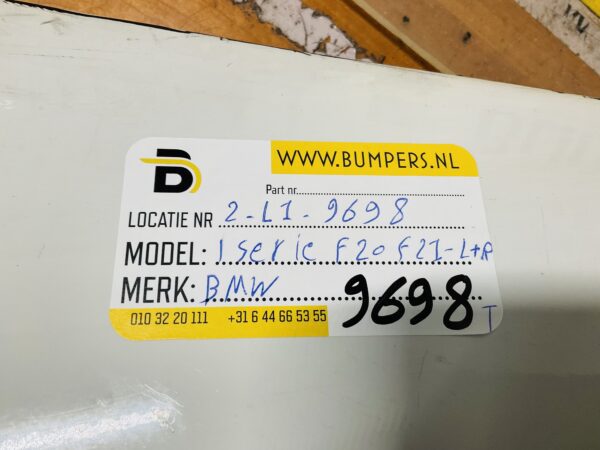 WWW.BUMPERS.NL
D
Part nr.
LOCATIE NR 2-L1-9698
MODEL: 1 serie F20 F21-L+R
MERK: BMW
9698
T
010 32 20 111 +31 6 44 66 53 55